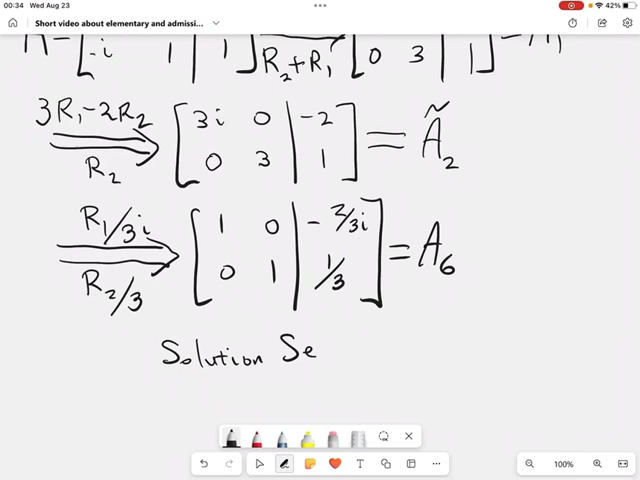 00:34 Wed Aug 23 42%
Short video about elementary and admissi...
-i 1 | 1 R₂+R₁ 0 3 | 1
3R₁-2R₂ 3i 0 | -2
R₂ 0 3 | 1 = Ã₂
R₁/3i 1 0 | -2/3i
R₂/3 0 1 | 1/3 = A₆
Solution Se
T
100%